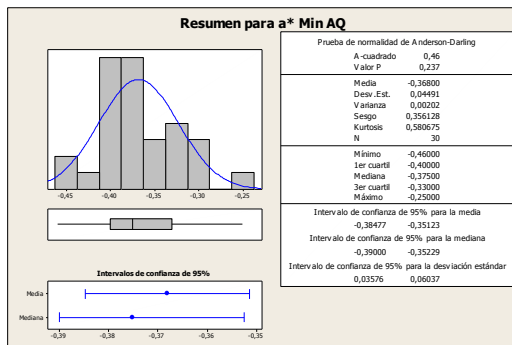 Resumen para a* Min AQ
Prueba de normalidad de Anderson-Darling
A-cuadrado 0,46
Valor P 0,237
Media -0,36800
Desv.Est. 0,04491
Varianza 0,00202
Sesgo 0,356128
Kurtosis 0,580675
N 30
Mínimo -0,46000
1er cuartil -0,40000
Mediana -0,37500
3er cuartil -0,33000
Máximo -0,25000
Intervalo de confianza de 95% para la media
-0,38477 -0,35123
Intervalo de confianza de 95% para la mediana
-0,39000 -0,35229
Intervalo de confianza de 95% para la desviación estándar
0,03576 0,06037
-0,45 -0,40 -0,35 -0,30 -0,25
Intervalos de confianza de 95%
Media
Mediana
-0,39 -0,38 -0,37 -0,36 -0,35